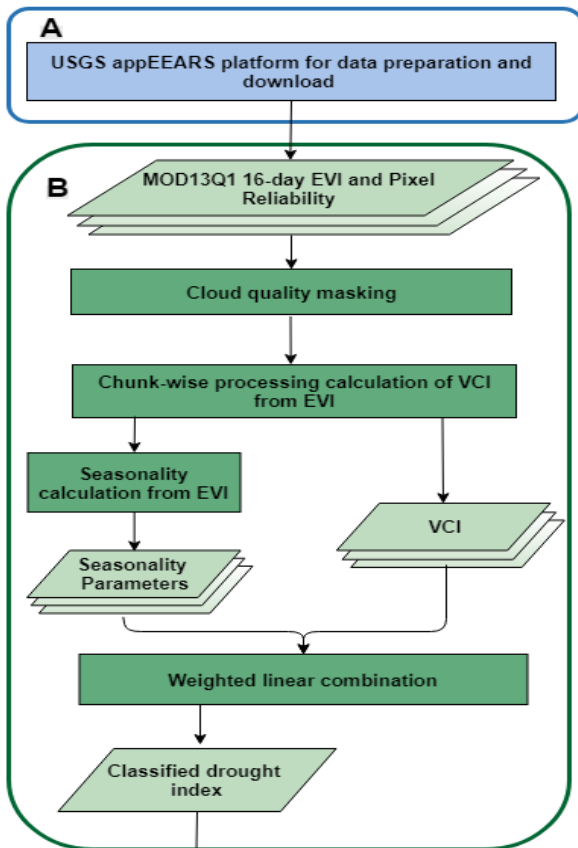 A
USGS appEEARS platform for data preparation and
download
B
MOD13Q1 16-day EVI and Pixel
Reliability
Cloud quality masking
Chunk-wise processing calculation of VCI
from EVI
Seasonality
calculation from EVI
VCI
Seasonality
Parameters
Weighted linear combination
Classified drought
index